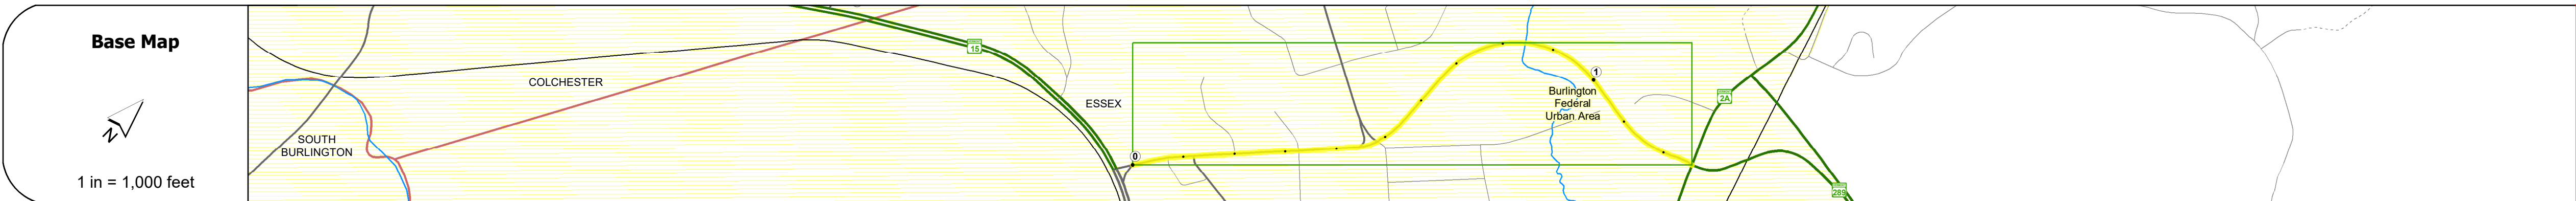 Base Map
N
1 in = 1,000 feet
SOUTH
BURLINGTON
COLCHESTER
15
ESSEX
0
1
Burlington
Federal
Urban Area
2A
289